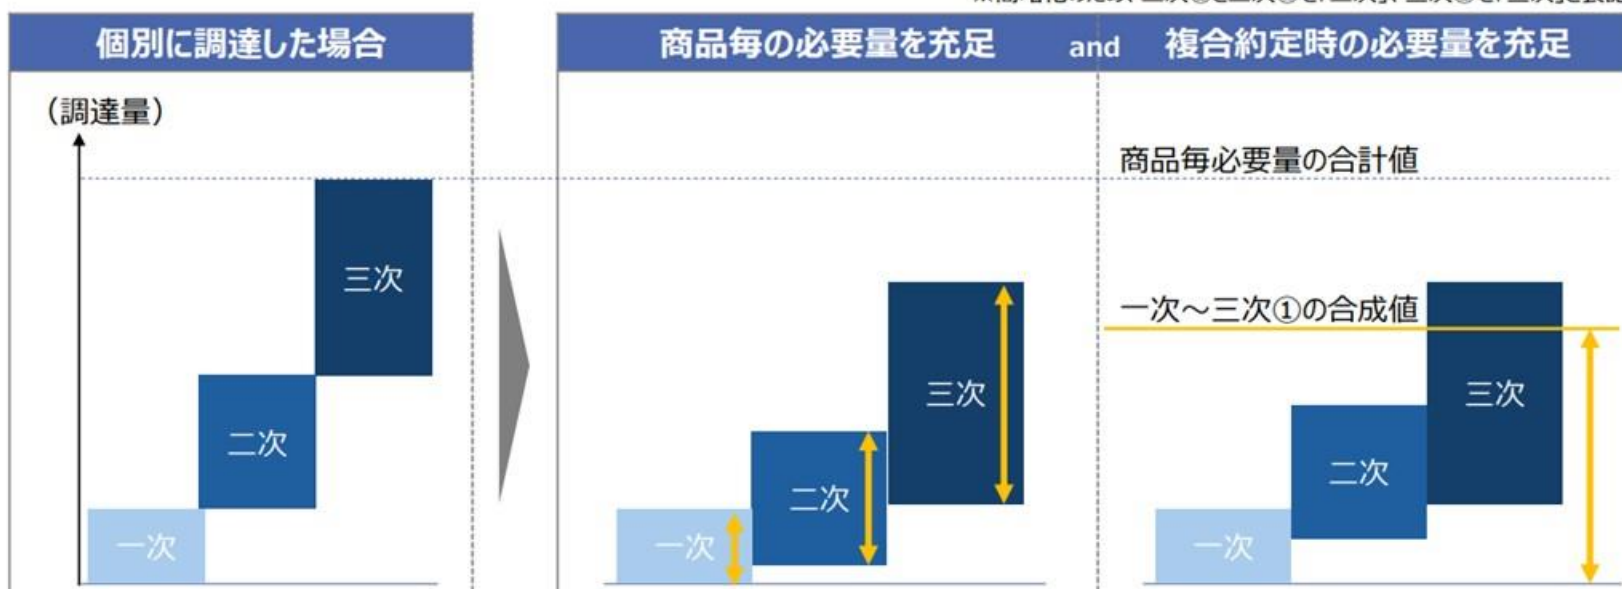 個別に調達した場合
商品毎の必要量を充足 and 複合約定時の必要量を充足
（調達量）
商品毎必要量の合計値
三次
二次
一次
三次
二次
一次
一次～三次①の合成値
三次
二次
一次